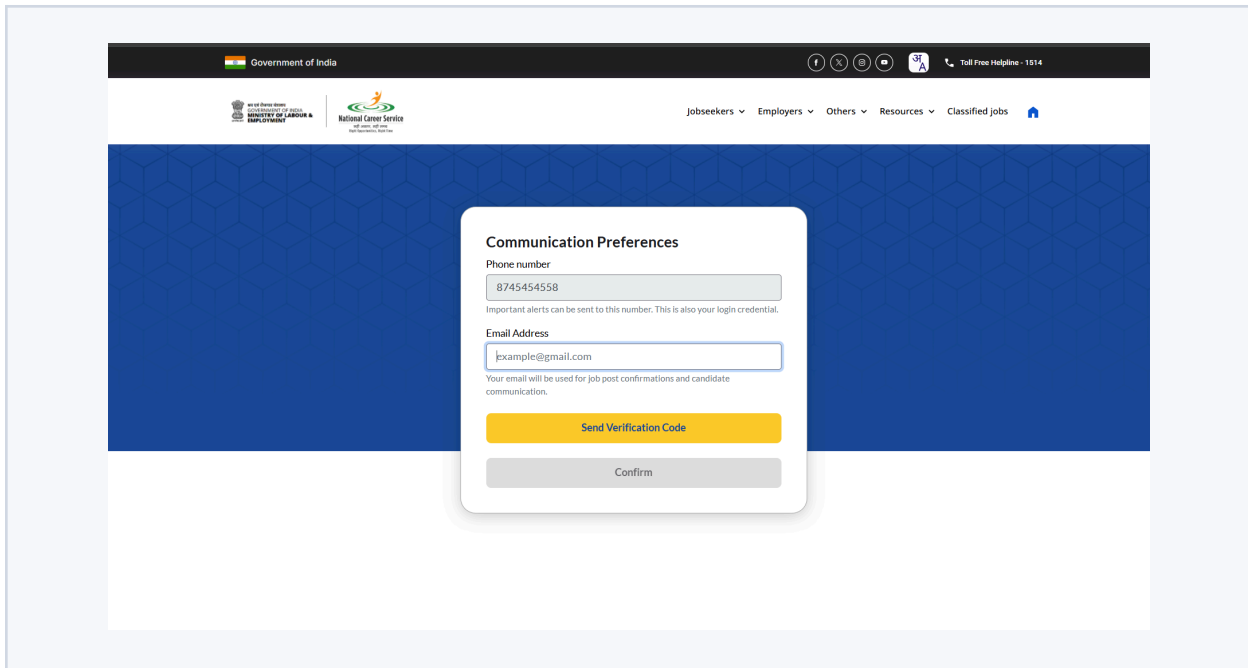 Government of India
अ
A
Toll Free Helpline - 1514
GOVERNMENT OF INDIA
MINISTRY OF LABOUR &
EMPLOYMENT
National Career Service
Jobseekers
Employers
Others
Resources
Classified jobs
Communication Preferences
Phone number
8745454558
Important alerts can be sent to this number. This is also your login credential.
Email Address
example@gmail.com
Your email will be used for job post confirmations and candidate
communication.
Send Verification Code
Confirm